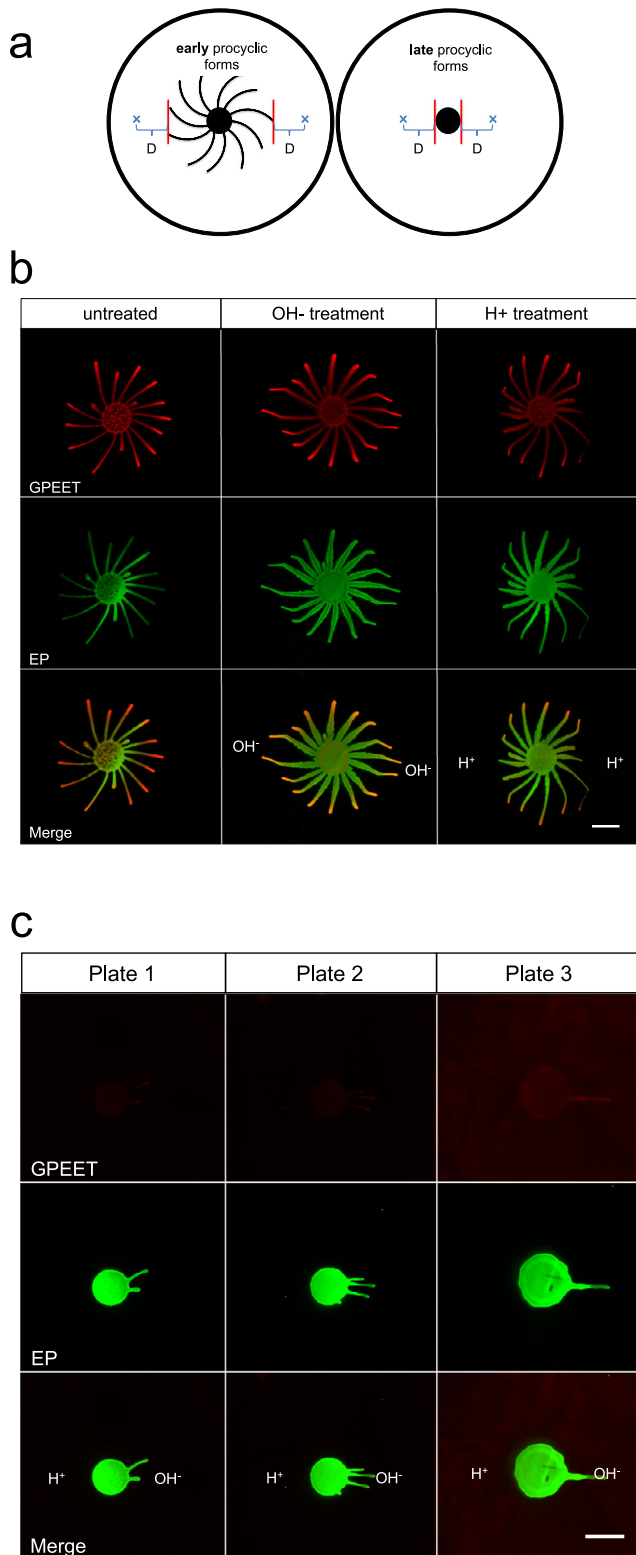 a
early procyclic
forms
late procyclic
forms
× × × ×
D D D D
b
untreated OH- treatment H+ treatment
GPEET
EP
OH⁻ OH⁻ H⁺ H⁺
Merge
c
Plate 1 Plate 2 Plate 3
GPEET
EP
H⁺ OH⁻ H⁺ OH⁻ H⁺ OH⁻
Merge